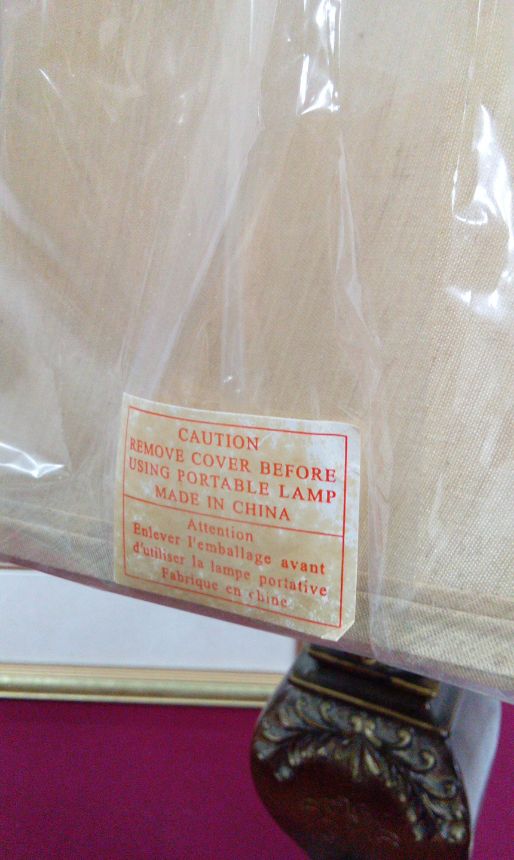 CAUTION
REMOVE COVER BEFORE
USING PORTABLE LAMP
MADE IN CHINA
Attention
Enlever l'emballage avant
d'utiliser la lampe portative
Fabrique en chine